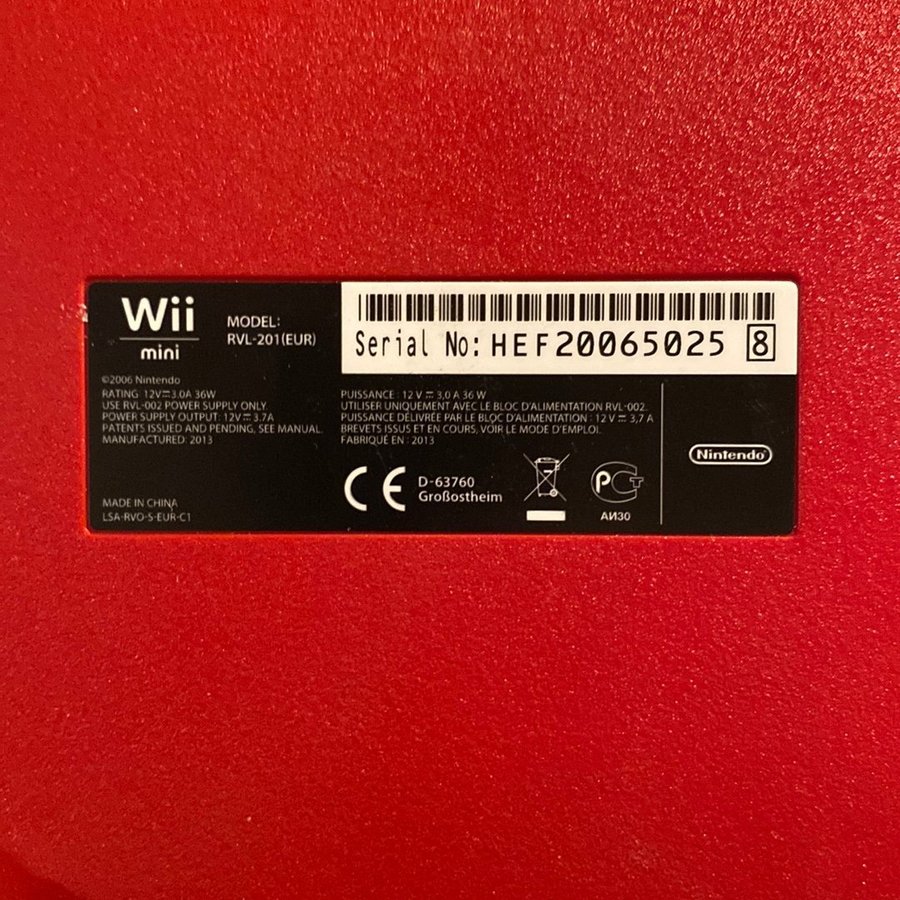 Wii
mini
MODEL:
RVL-201(EUR)
Serial No: HEF20065025 8
©2006 Nintendo
RATING: 12V⎓3.0A 36W
USE RVL-002 POWER SUPPLY ONLY.
POWER SUPPLY OUTPUT: 12V⎓ 3.7A
PATENTS ISSUED AND PENDING, SEE MANUAL.
MANUFACTURED: 2013
MADE IN CHINA
LSA-RVO-S-EUR-C1
PUISSANCE : 12 V⎓ 3,0 A 36 W
UTILISER UNIQUEMENT AVEC LE BLOC D'ALIMENTATION RVL-002.
PUISSANCE DÉLIVRÉE PAR LE BLOC D'ALIMENTATION : 12 V⎓ 3,7 A
BREVETS ISSUS ET EN COURS, VOIR LE MODE D'EMPLOI.
FABRIQUÉ EN : 2013
CE
D-63760
Großostheim
РСТ
АИ30
Nintendo